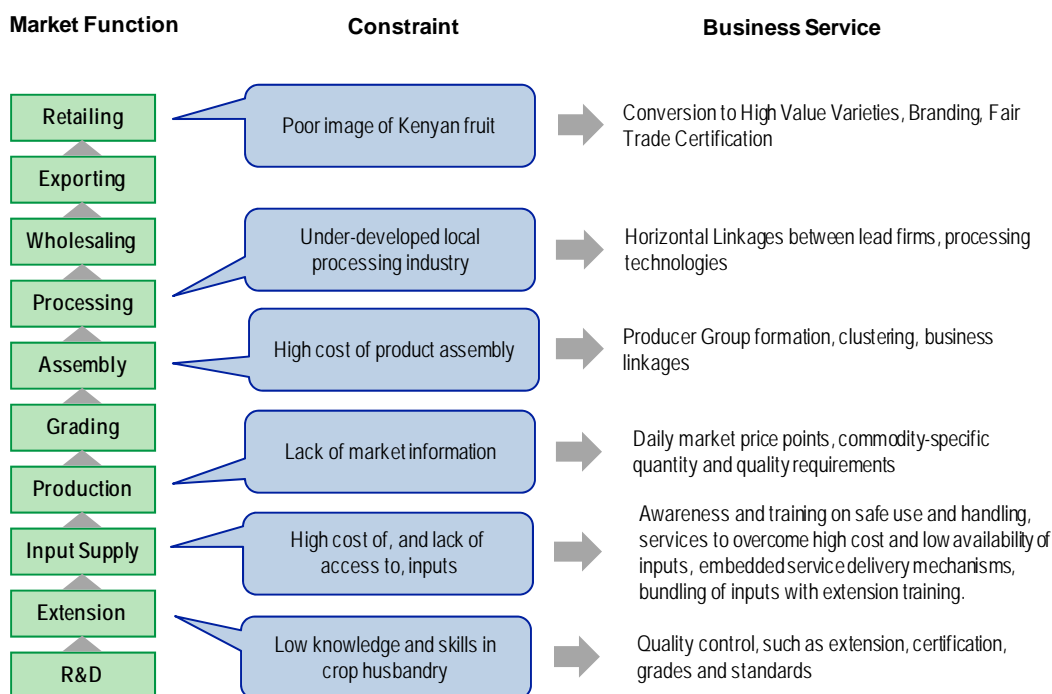 Market Function
Constraint
Business Service
Retailing
Poor image of Kenyan fruit
Conversion to High Value Varieties, Branding, Fair
Trade Certification
Exporting
Wholesaling
Under-developed local
processing industry
Horizontal Linkages between lead firms, processing
technologies
Processing
Assembly
High cost of product assembly
Producer Group formation, clustering, business
linkages
Grading
Lack of market information
Daily market price points, commodity-specific
quantity and quality requirements
Production
Input Supply
High cost of, and lack of
access to, inputs
Awareness and training on safe use and handling,
services to overcome high cost and low availability of
inputs, embedded service delivery mechanisms,
bundling of inputs with extension training.
Extension
Low knowledge and skills in
crop husbandry
Quality control, such as extension, certification,
grades and standards
R&D